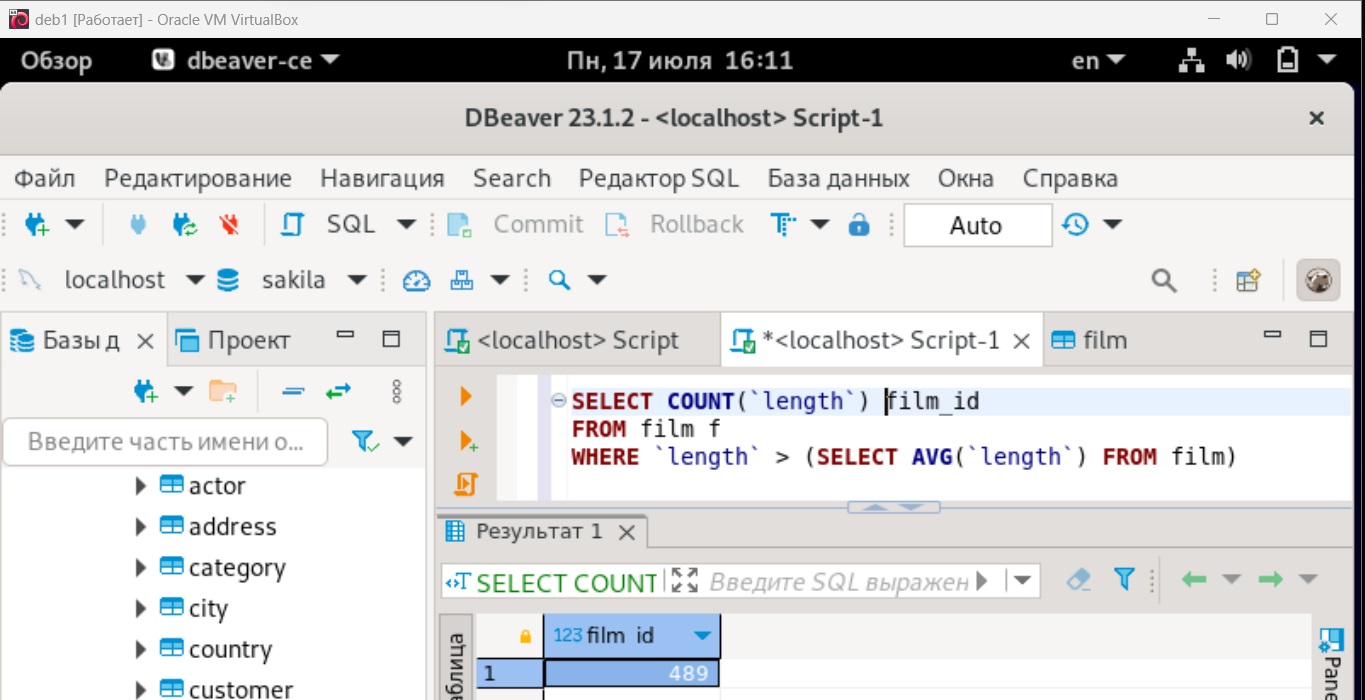 deb1 [Работает] - Oracle VM VirtualBox
Обзор dbeaver-ce Пн, 17 июля 16:11 en
DBeaver 23.1.2 - <localhost> Script-1
Файл Редактирование Навигация Search Редактор SQL База данных Окна Справка
SQL Commit Rollback Auto
localhost sakila
Базы д Проект
<localhost> Script *<localhost> Script-1 film
Введите часть имени о...
actor
address
category
city
country
customer
SELECT COUNT(`length`) film_id
FROM film f
WHERE `length` > (SELECT AVG(`length`) FROM film)
Результат 1
SELECT COUNT Введите SQL выражен
123 film_id
1 489
Pane